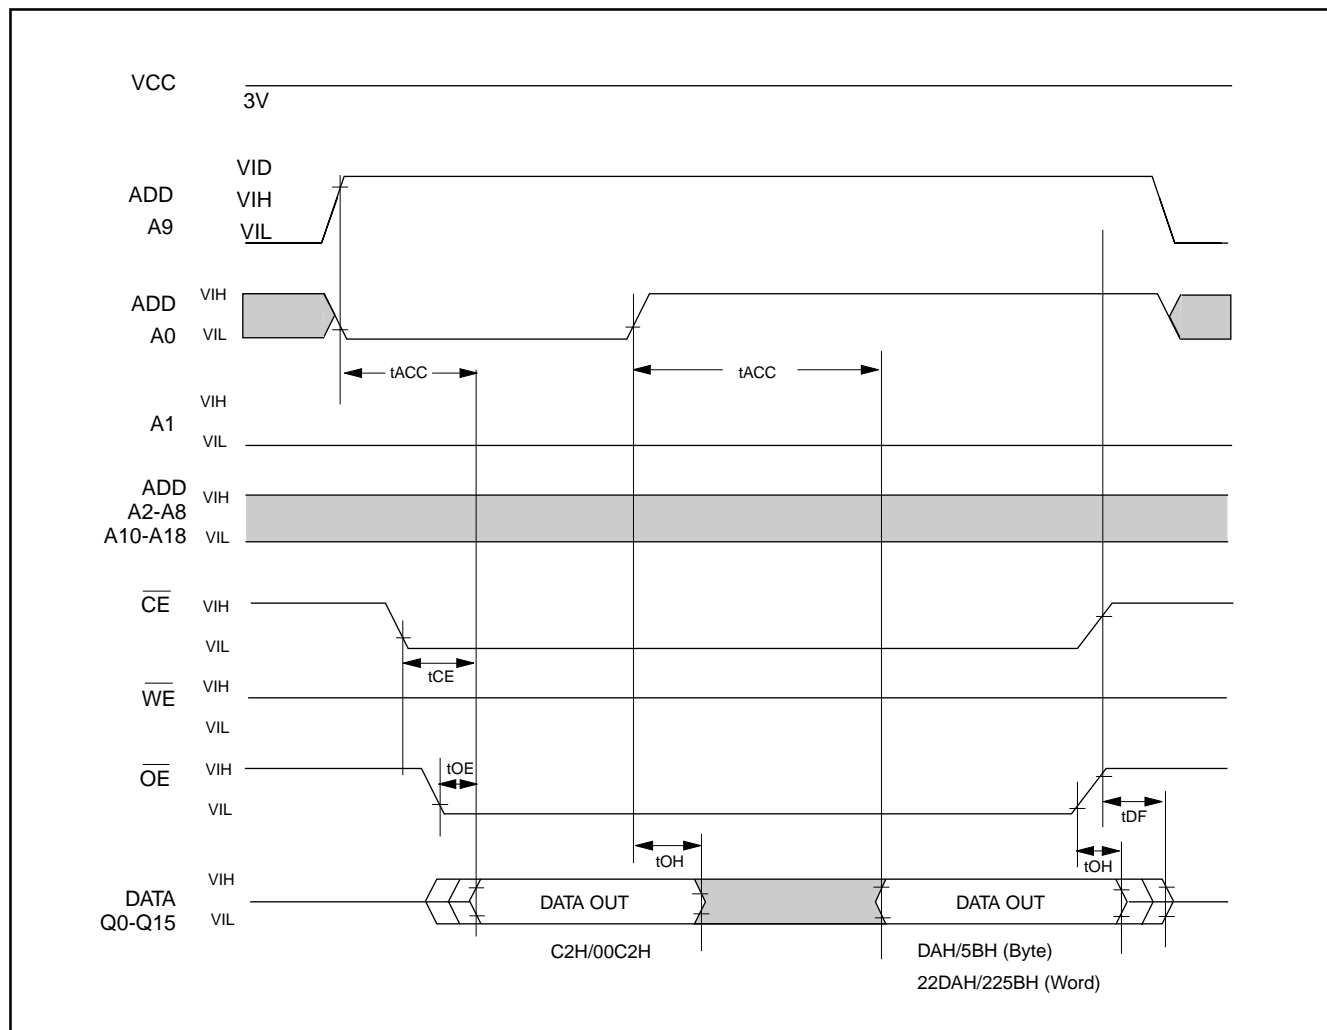 VCC
3V
VID
ADD
VIH
A9
VIL
ADD
VIH
A0
VIL
tACC
tACC
VIH
A1
VIL
ADD
VIH
A2-A8
A10-A18
VIL
CE
VIH
VIL
tCE
WE
VIH
VIL
OE
VIH
tOE
VIL
tDF
tOH
tOH
VIH
DATA
Q0-Q15
VIL
DATA OUT
DATA OUT
C2H/00C2H
DAH/5BH (Byte)
22DAH/225BH (Word)